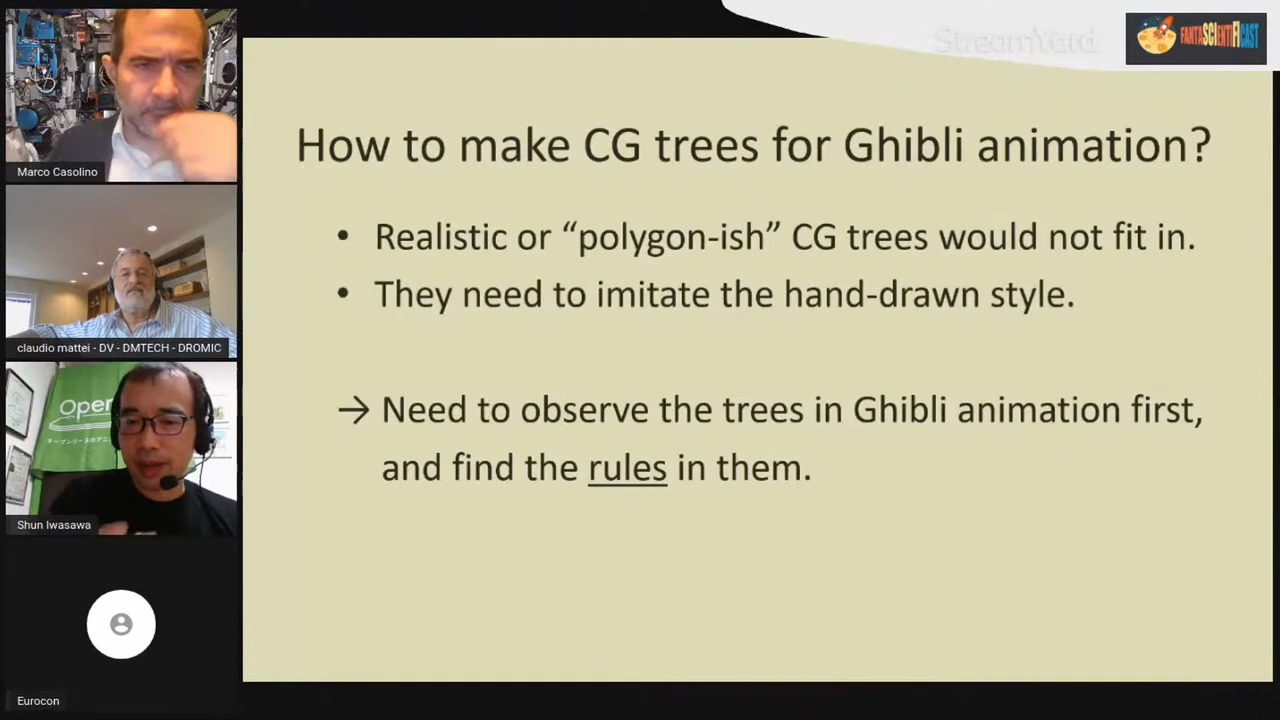 StreamYard
FANTASCIENTIFICAST
How to make CG trees for Ghibli animation?
• Realistic or “polygon-ish” CG trees would not fit in.
• They need to imitate the hand-drawn style.
→ Need to observe the trees in Ghibli animation first,
and find the rules in them.
Marco Casolino
claudio mattei - DV - DMTECH - DROMIC
Open
Shun Iwasawa
Eurocon